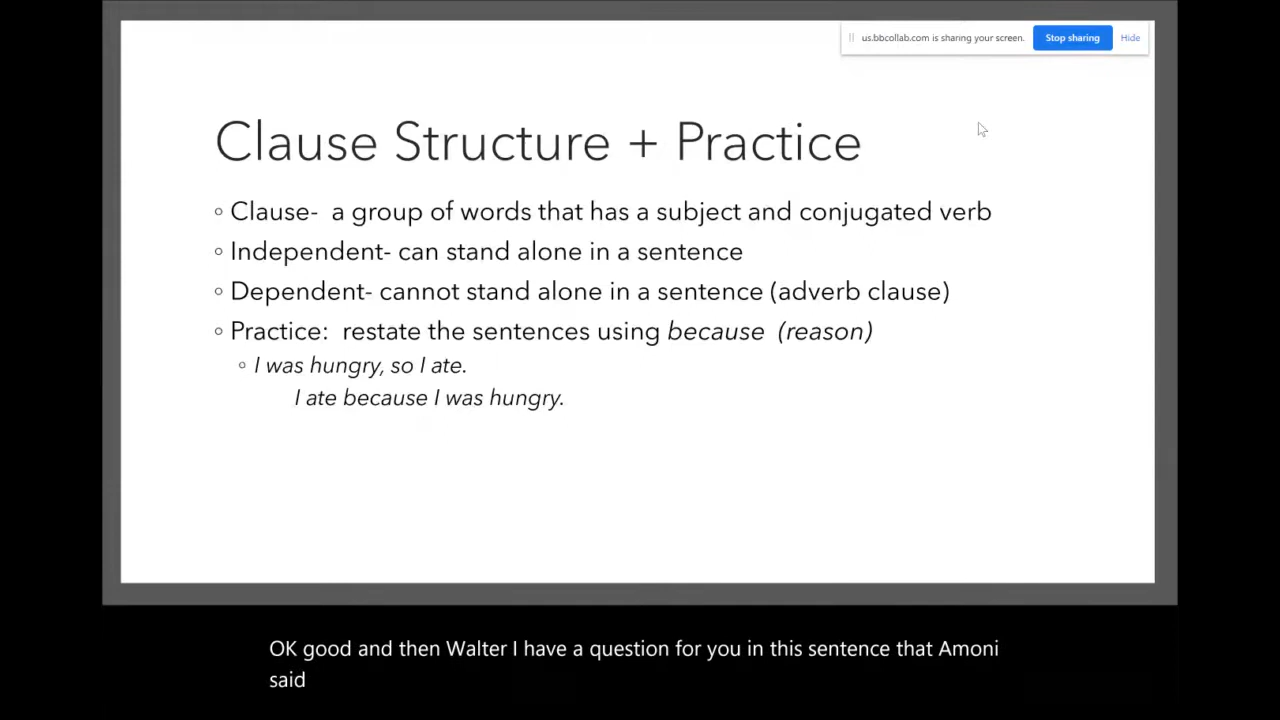 us.bbcollab.com is sharing your screen. Stop sharing Hide
Clause Structure + Practice
Clause- a group of words that has a subject and conjugated verb
Independent- can stand alone in a sentence
Dependent- cannot stand alone in a sentence (adverb clause)
Practice: restate the sentences using because (reason)
I was hungry, so I ate.
I ate because I was hungry.
OK good and then Walter I have a question for you in this sentence that Amoni
said